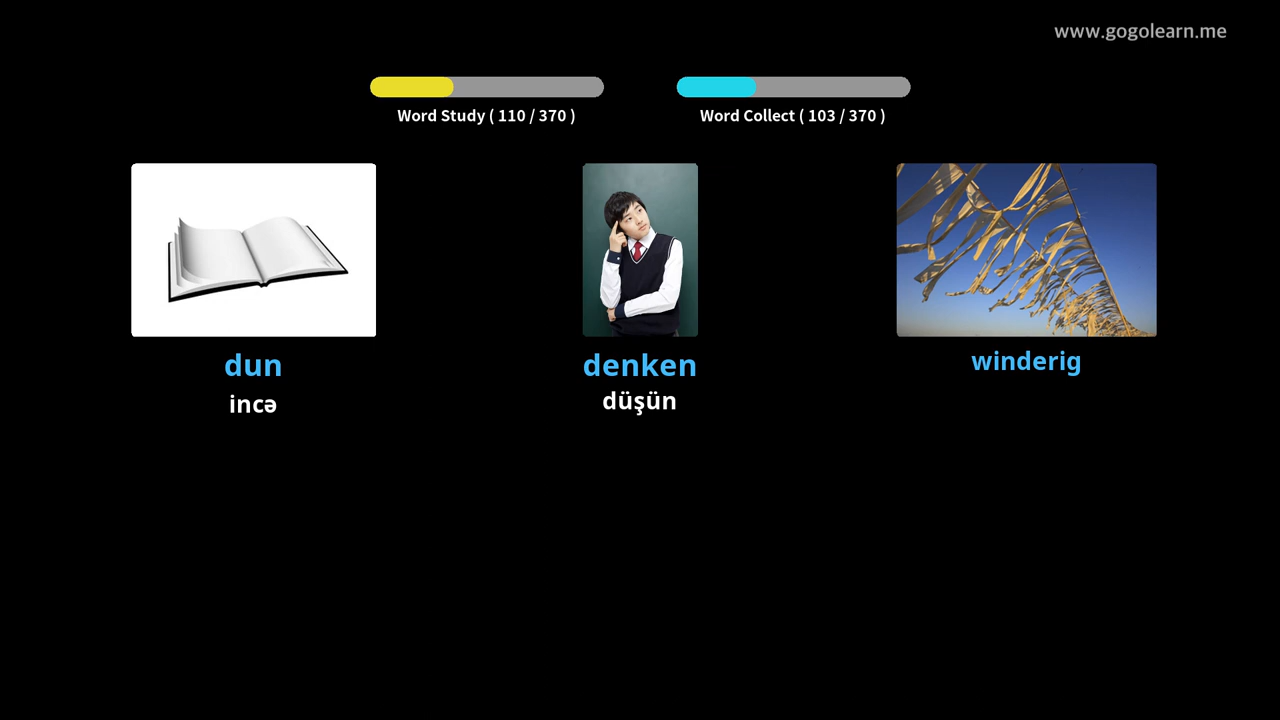 www.gogolearn.me
Word Study ( 110 / 370 )
Word Collect ( 103 / 370 )
dun
denken
winderig
incə
düşün